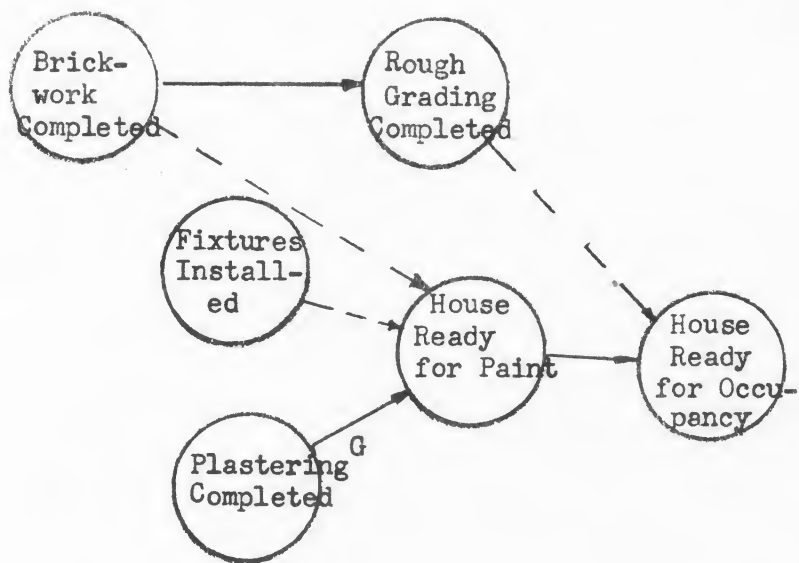 Brick-
work
Completed
Rough
Grading
Completed
Fixtures
Install-
ed
House
Ready
for Paint
House
Ready
for Occu-
pancy
G
Plastering
Completed